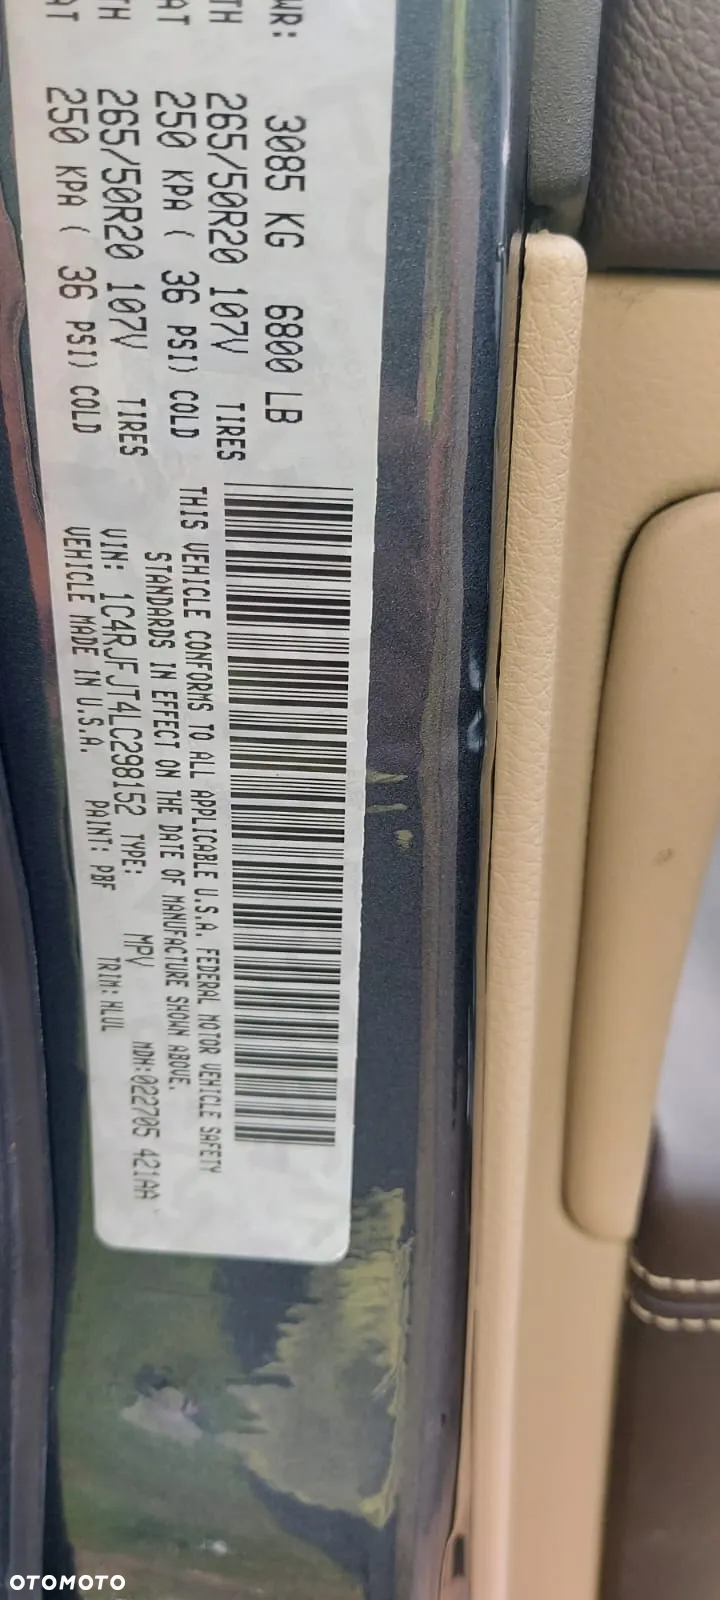 WR: 3085 KG 6800 LB
TH 265/50R20 107V TIRES
AT 250 KPA ( 36 PSI) COLD
TH 265/50R20 107V TIRES
AT 250 KPA ( 36 PSI) COLD
THIS VEHICLE CONFORMS TO ALL APPLICABLE U.S.A. FEDERAL MOTOR VEHICLE SAFETY
STANDARDS IN EFFECT ON THE DATE OF MANUFACTURE SHOWN ABOVE.
VIN: 1C4RJFJT4LC298152 TYPE: MPV MDH:022705 421AA
VEHICLE MADE IN U.S.A. PAINT: PBF TRIM: HLUL
OTOMOTO